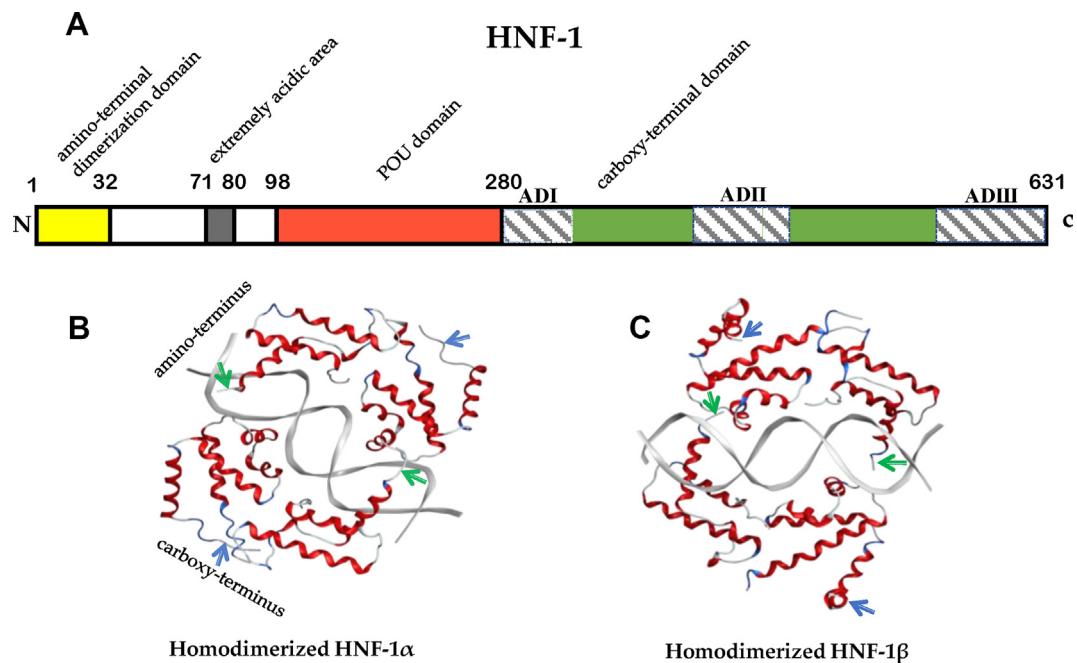 A
HNF-1
amino-terminal
dimerization domain
extremely acidic area
POU domain
carboxy-terminal domain
1 32 71 80 98 280 631
ADI ADII ADIII
N c
B
C
amino-terminus
carboxy-terminus
Homodimerized HNF-1α
Homodimerized HNF-1β